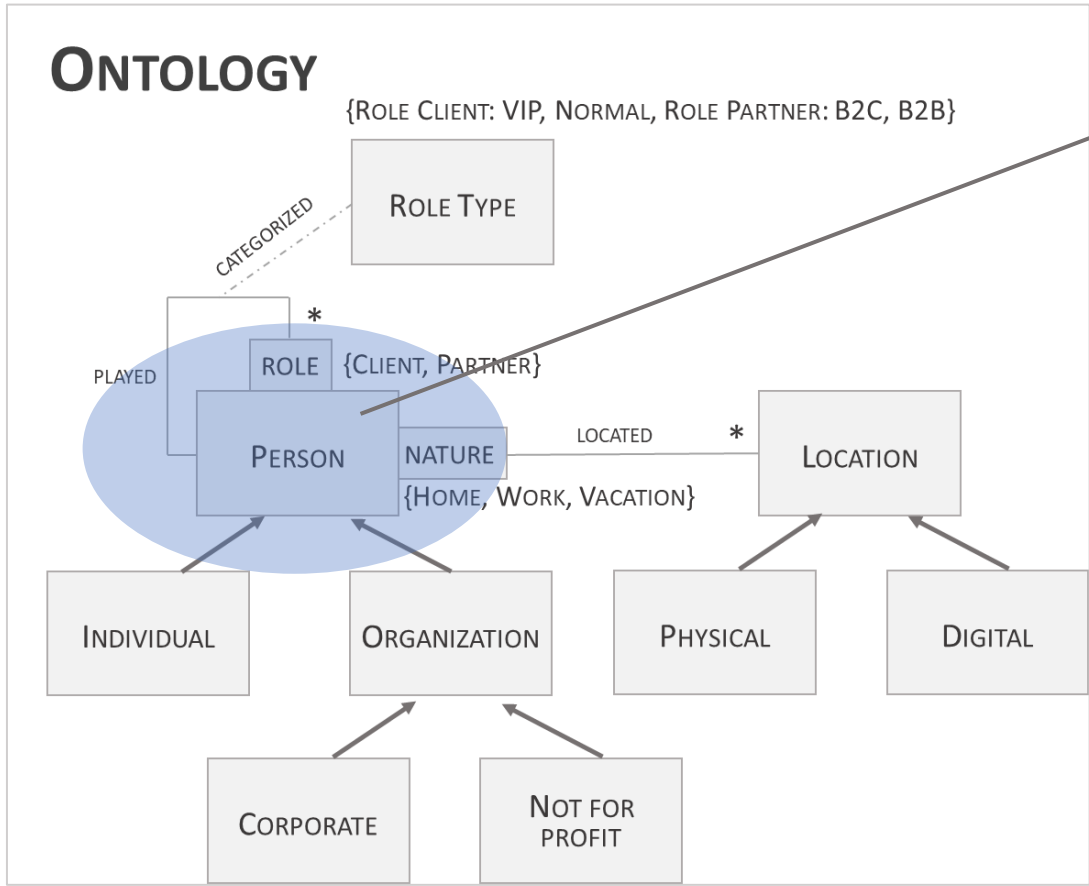 ONTOLOGY
{ROLE CLIENT: VIP, NORMAL, ROLE PARTNER: B2C, B2B}
ROLE TYPE
CATEGORIZED
*
ROLE
{CLIENT, PARTNER}
PLAYED
PERSON
NATURE
LOCATED
*
LOCATION
{HOME, WORK, VACATION}
INDIVIDUAL
ORGANIZATION
PHYSICAL
DIGITAL
CORPORATE
NOT FOR
PROFIT